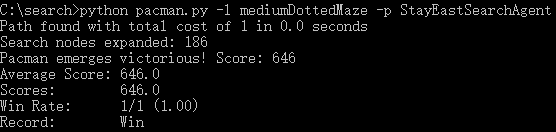 C:\search>python pacman.py -l mediumDottedMaze -p StayEastSearchAgent
Path found with total cost of 1 in 0.0 seconds
Search nodes expanded: 186
Pacman emerges victorious! Score: 646
Average Score: 646.0
Scores:        646.0
Win Rate:      1/1 (1.00)
Record:        Win